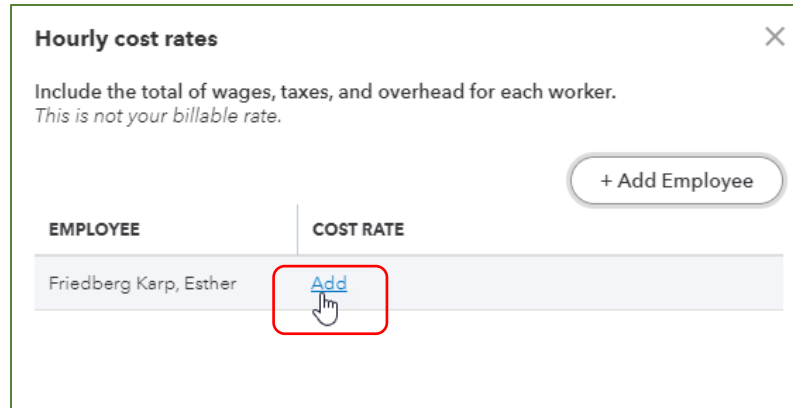 Hourly cost rates
Include the total of wages, taxes, and overhead for each worker.
This is not your billable rate.
+ Add Employee
EMPLOYEE COST RATE
Friedberg Karp, Esther Add